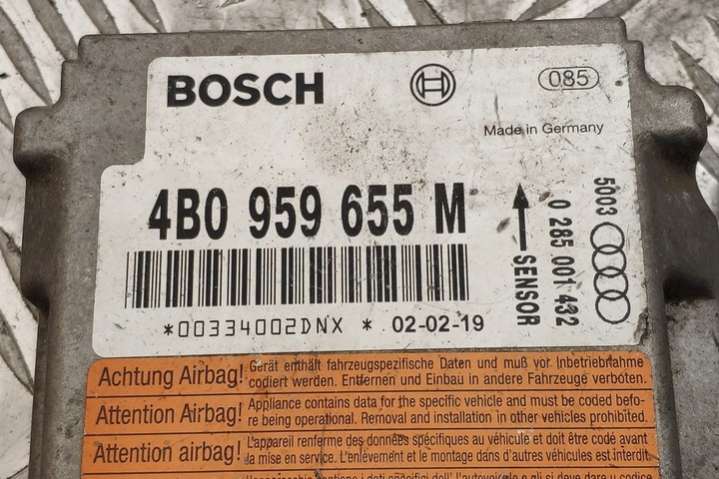 BOSCH
085
Made in Germany
4B0 959 655 M
*00334002DNX * 02-02-19
SENSOR
0 285 001 432
5003
Achtung Airbag! Gerät enthält fahrzeugspezifische Daten und muß vor Inbetriebnahme
codiert werden. Entfernen und Einbau in andere Fahrzeuge verboten.
Attention Airbag! Appliance contains data for the specific vehicle and must be coded befo-
re being operational. Removal and installation in other vehicles prohibited.
Attention airbag! L'appareil renferme des données spécifiques au véhicule et doit être codé avant
la mise en service. L'enlèvement et le montage dans d'autres véhicules est interdit.